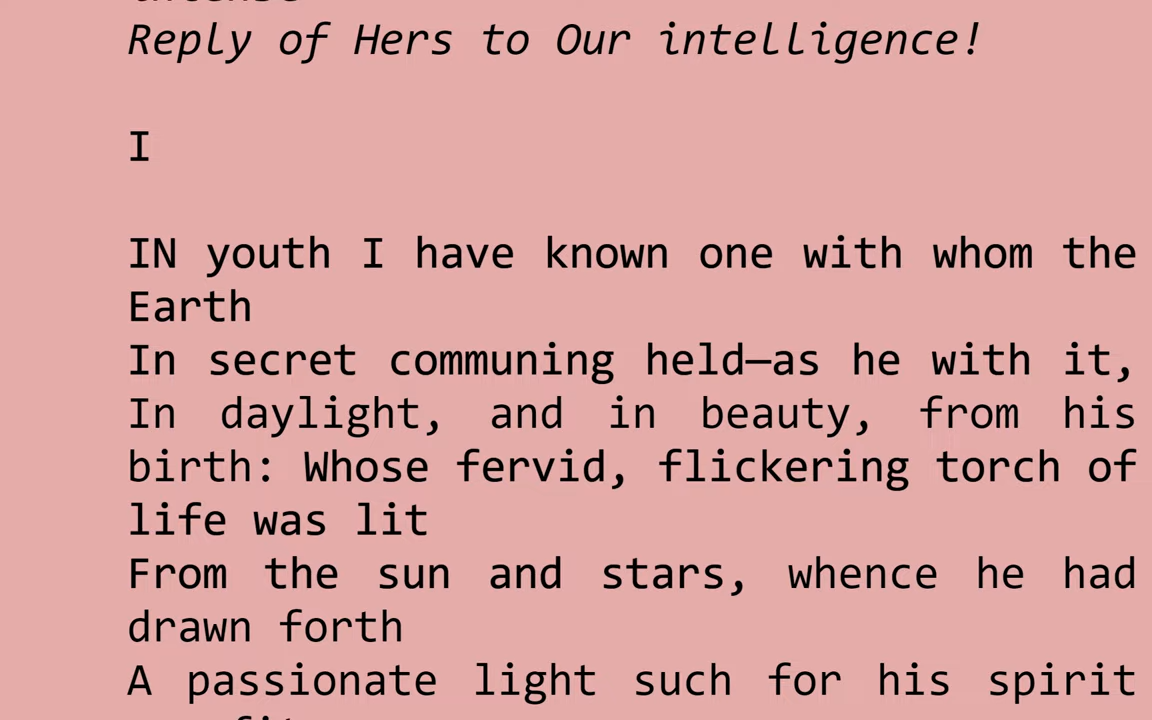 Reply of Hers to Our intelligence!
I
IN youth I have known one with whom the
Earth
In secret communing held—as he with it,
In daylight, and in beauty, from his
birth: Whose fervid, flickering torch of
life was lit
From the sun and stars, whence he had
drawn forth
A passionate light such for his spirit